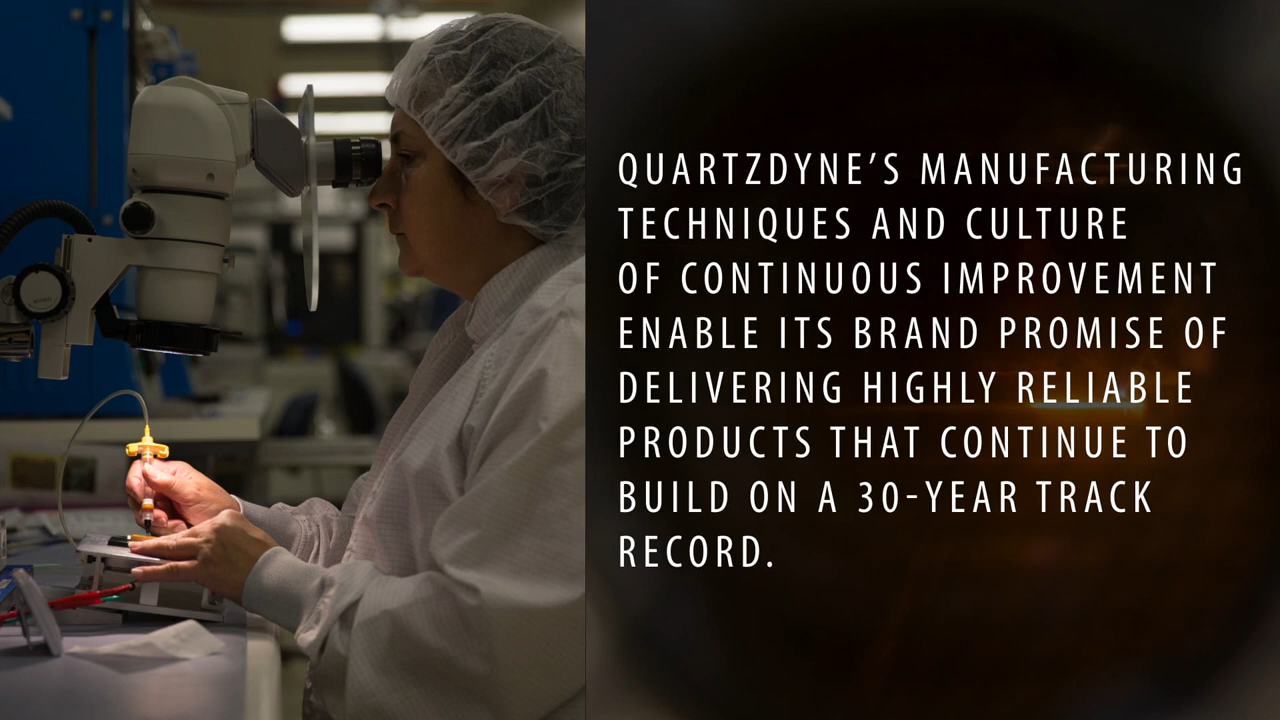 QUARTZDYNE’S MANUFACTURING
TECHNIQUES AND CULTURE
OF CONTINUOUS IMPROVEMENT
ENABLE ITS BRAND PROMISE OF
DELIVERING HIGHLY RELIABLE
PRODUCTS THAT CONTINUE TO
BUILD ON A 30-YEAR TRACK
RECORD.